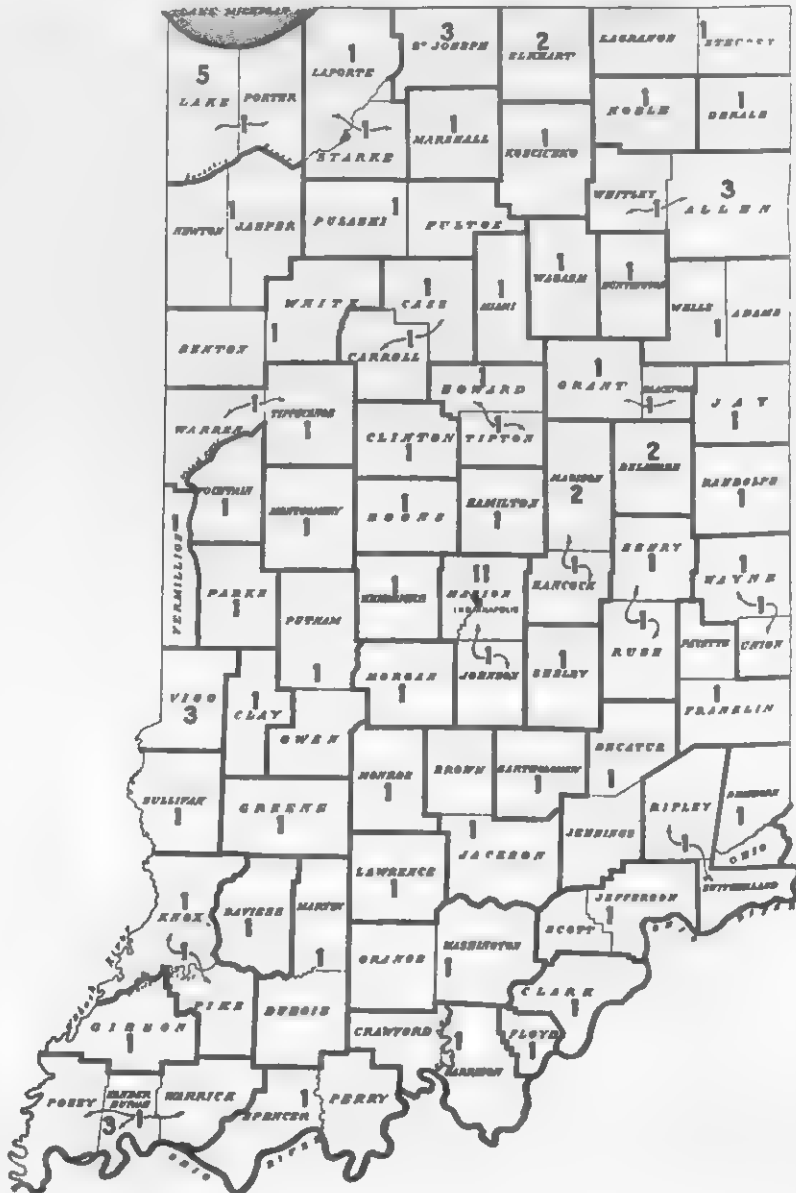 LAKE MICHIGAN
3
ST JOSEPH
2
ELKHART
LAGRANGE
1
STEUBEN
5
LAKE
PORTER
1
1
LAPORTE
1
STARKE
1
MARSHALL
1
KOSCIUSKO
1
NOBLE
1
DEKALB
NEWTON
1
JASPER
PULASKI
1
FULTON
WHITLEY
1
3
ALLEN
WHITE
1
1
CASS
1
MIAMI
1
WABASH
1
HUNTINGTON
WELLS
1
ADAMS
BENTON
CARROLL
1
WARREN
1
TIPPECANOE
1
CLINTON
1
1
HOWARD
1
TIPTON
1
GRANT
BLACKFORD
1
JAY
1
FOUNTAIN
1
MONTGOMERY
1
1
BOONE
HAMILTON
1
MADISON
2
2
DELAWARE
RANDOLPH
1
1
VERMILLION
PARKE
1
PUTNAM
1
1
HENDRICKS
11
MARION
INDIANAPOLIS
1
HANCOCK
1
HENRY
1
1
WAYNE
1
VIGO
3
1
CLAY
OWEN
MORGAN
1
1
JOHNSON
1
SHELBY
1
RUSH
FAYETTE
UNION
1
FRANKLIN
SULLIVAN
1
GREENE
1
MONROE
1
BROWN
BARTHOLOMEW
1
DECATUR
1
JENNINGS
RIPLEY
1
DEARBORN
1
OHIO
1
JACKSON
LAWRENCE
1
1
KNOX
1
DAVIESS
1
MARTIN
1
ORANGE
WASHINGTON
1
SCOTT
JEFFERSON
1
SWITZERLAND
OHIO RIVER
WABASH RIVER
PIKE
DUBOIS
GIBSON
1
CRAWFORD
1
HARRISON
FLOYD
1
CLARK
1
POSEY
VANDER
BURGH
3
1
WARRICK
1
SPENCER
PERRY
OHIO RIVER